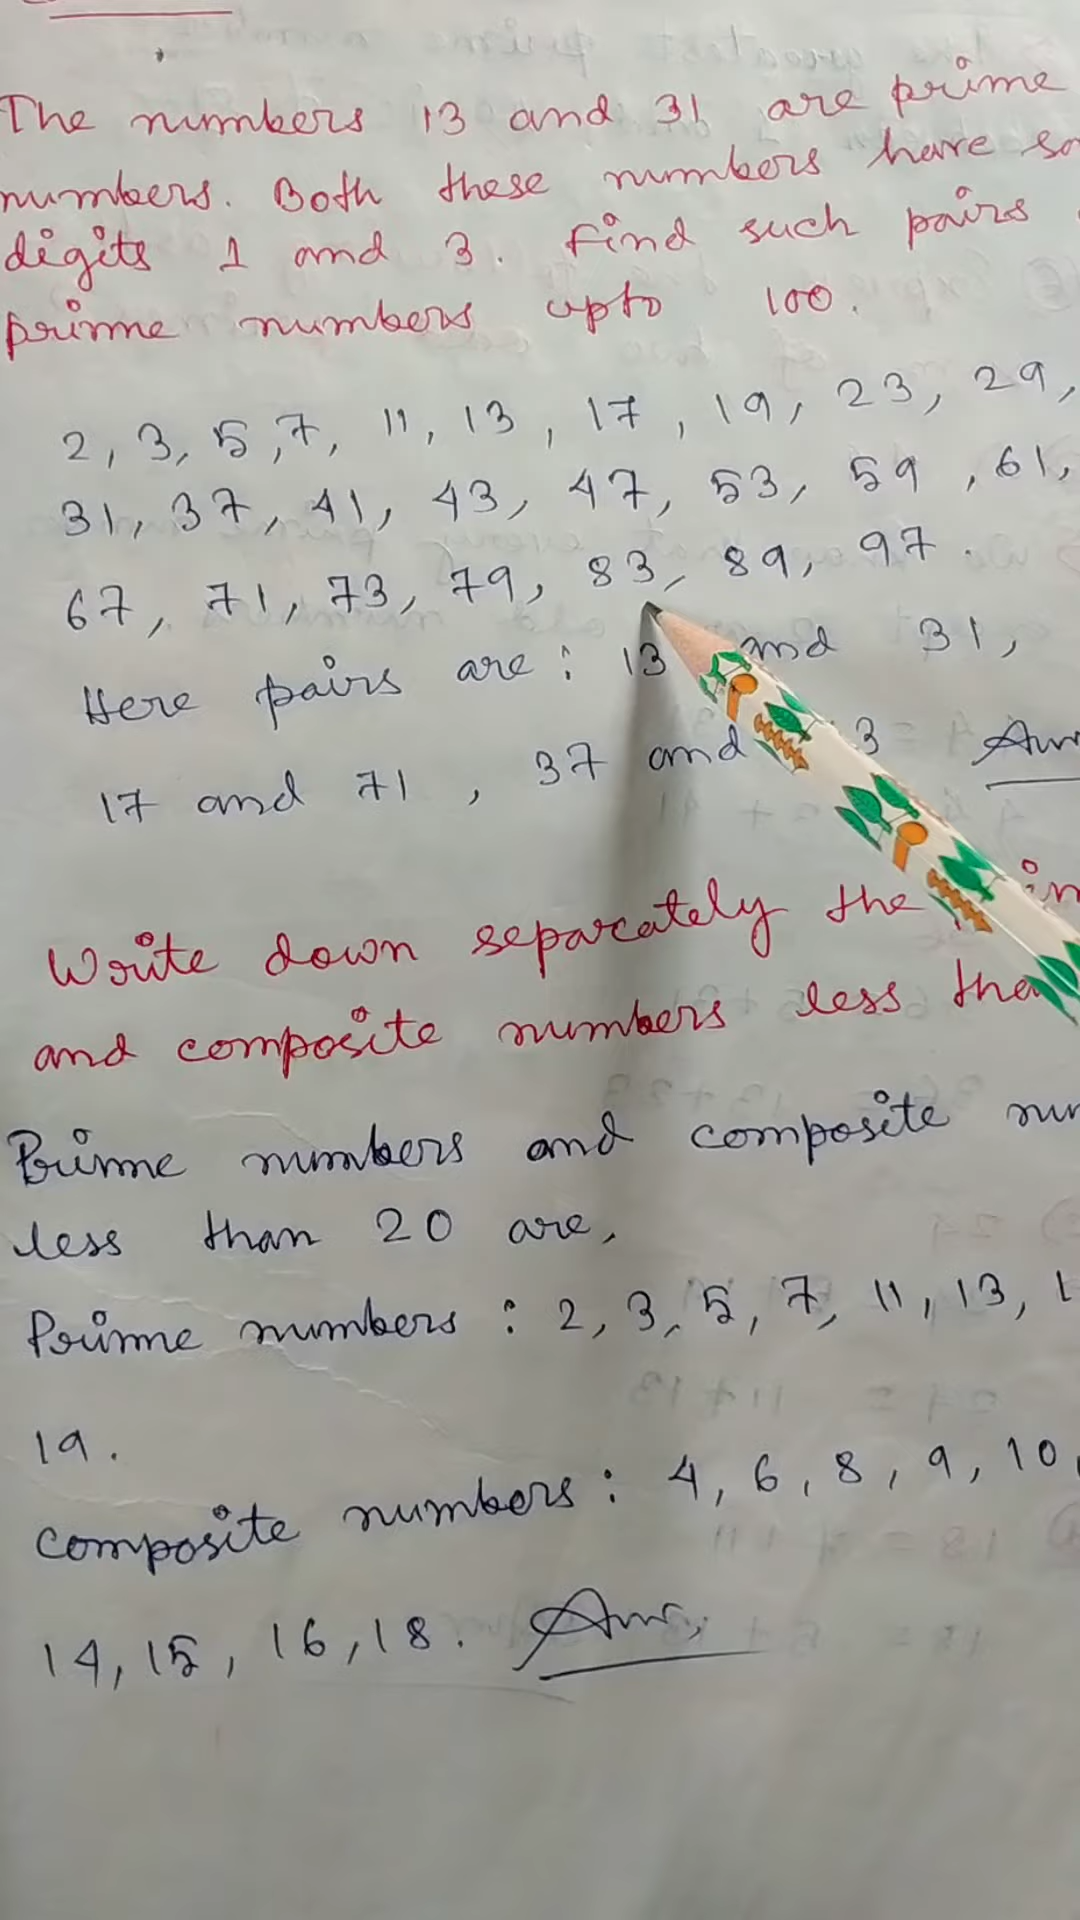 The numbers 13 and 31 are prime
numbers. Both these numbers have
digits 1 and 3. Find such pairs
prime numbers upto 100.
2, 3, 5, 7, 11, 13, 17, 19, 23, 29,
31, 37, 41, 43, 47, 53, 59, 61,
67, 71, 73, 79, 83, 89, 97.
Here pairs are : 13 and 31,
17 and 71, 37 and 3 Ans
Write down separately the
and composite numbers less
Prime numbers and composite
less than 20 are,
Prime numbers : 2, 3, 5, 7, 11, 13, 1
19.
composite numbers : 4, 6, 8, 9, 10,
14, 15, 16, 18. Ans,